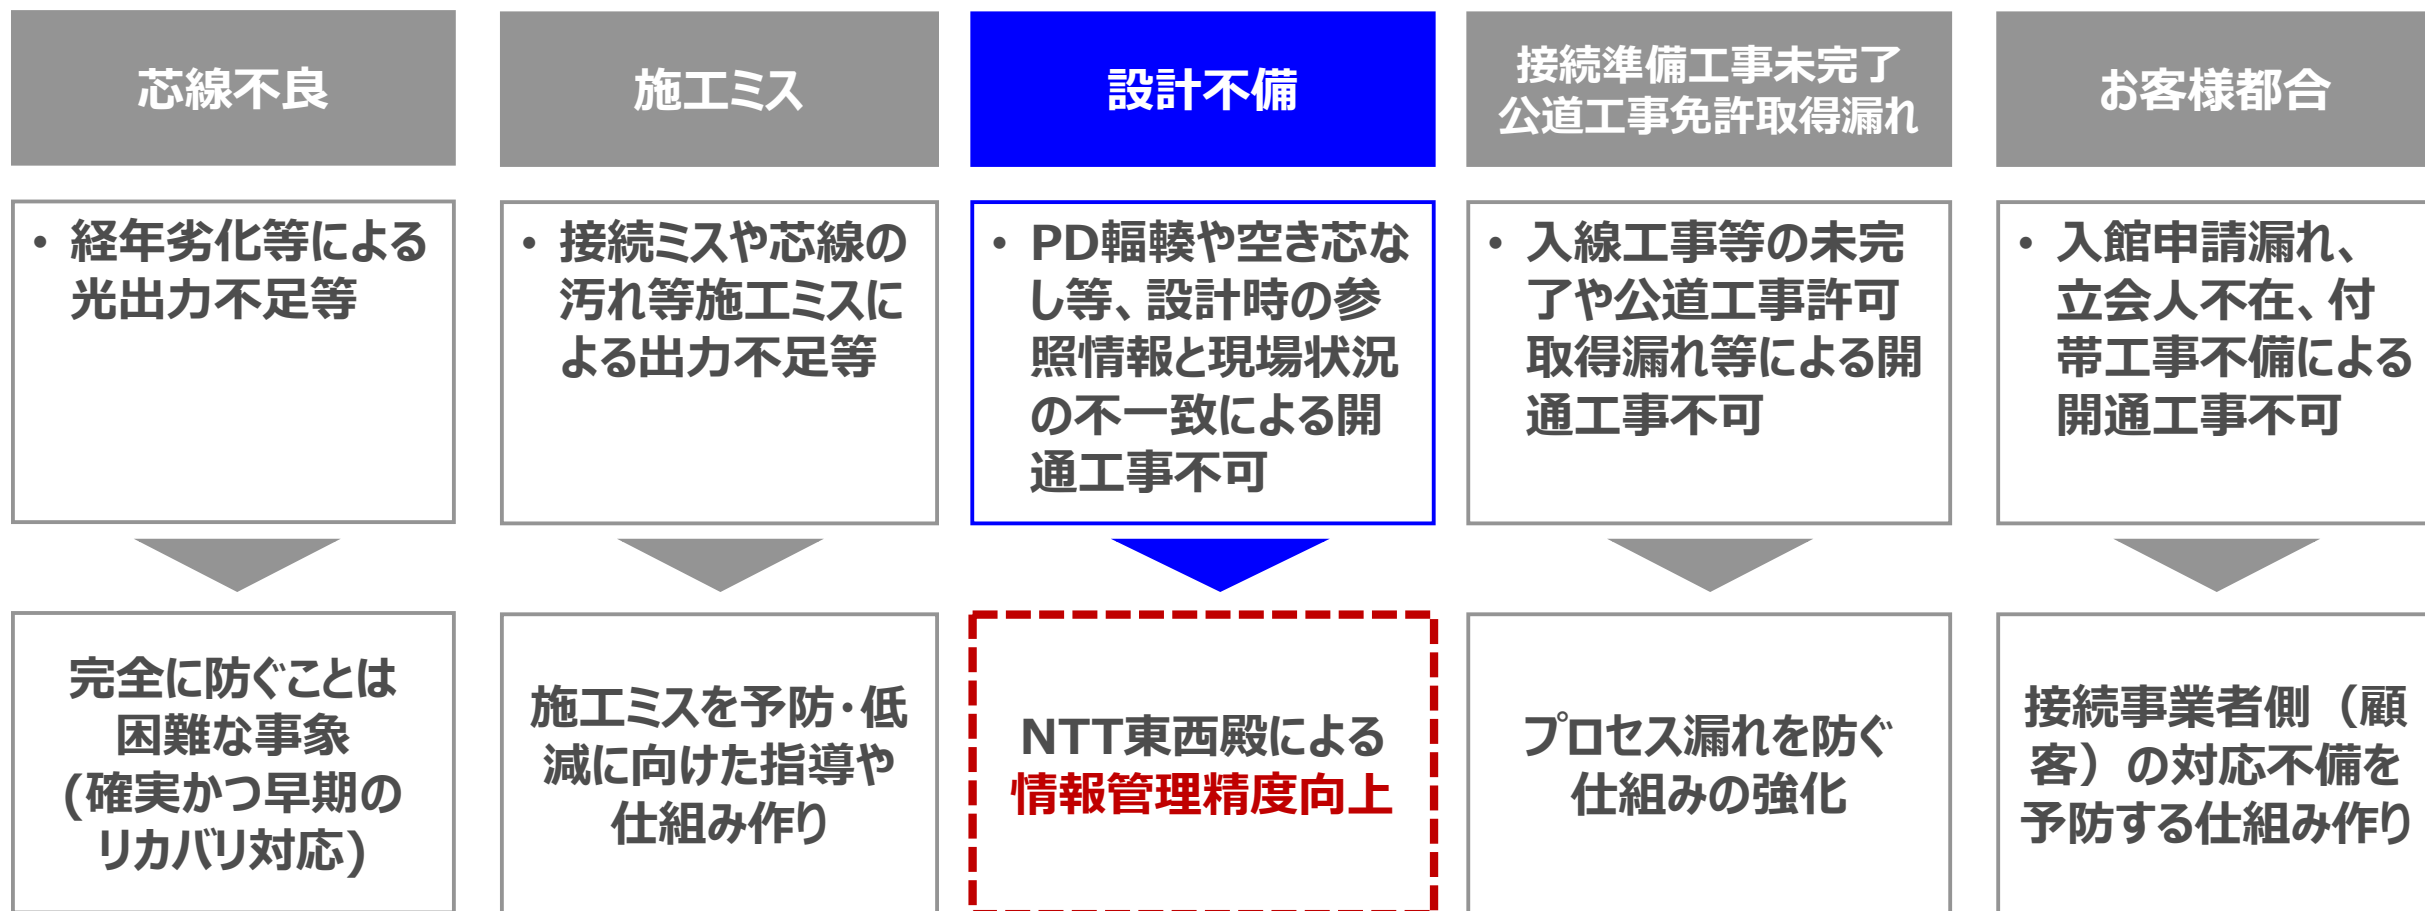 芯線不良
施工ミス
設計不備
接続準備工事未完了
公道工事免許取得漏れ
お客様都合
・経年劣化等による
光出力不足等
・接続ミスや芯線の
汚れ等施工ミスに
よる出力不足等
・PD輻輳や空き芯な
し等、設計時の参
照情報と現場状況
の不一致による開
通工事不可
・入線工事等の未完
了や公道工事許可
取得漏れ等による開
通工事不可
・入館申請漏れ、
立会人不在、付
帯工事不備による
開通工事不可
完全に防ぐことは
困難な事象
(確実かつ早期の
リカバリ対応)
施工ミスを予防・低
減に向けた指導や
仕組み作り
NTT東西殿による
情報管理精度向上
プロセス漏れを防ぐ
仕組みの強化
接続事業者側（顧
客）の対応不備を
予防する仕組み作り